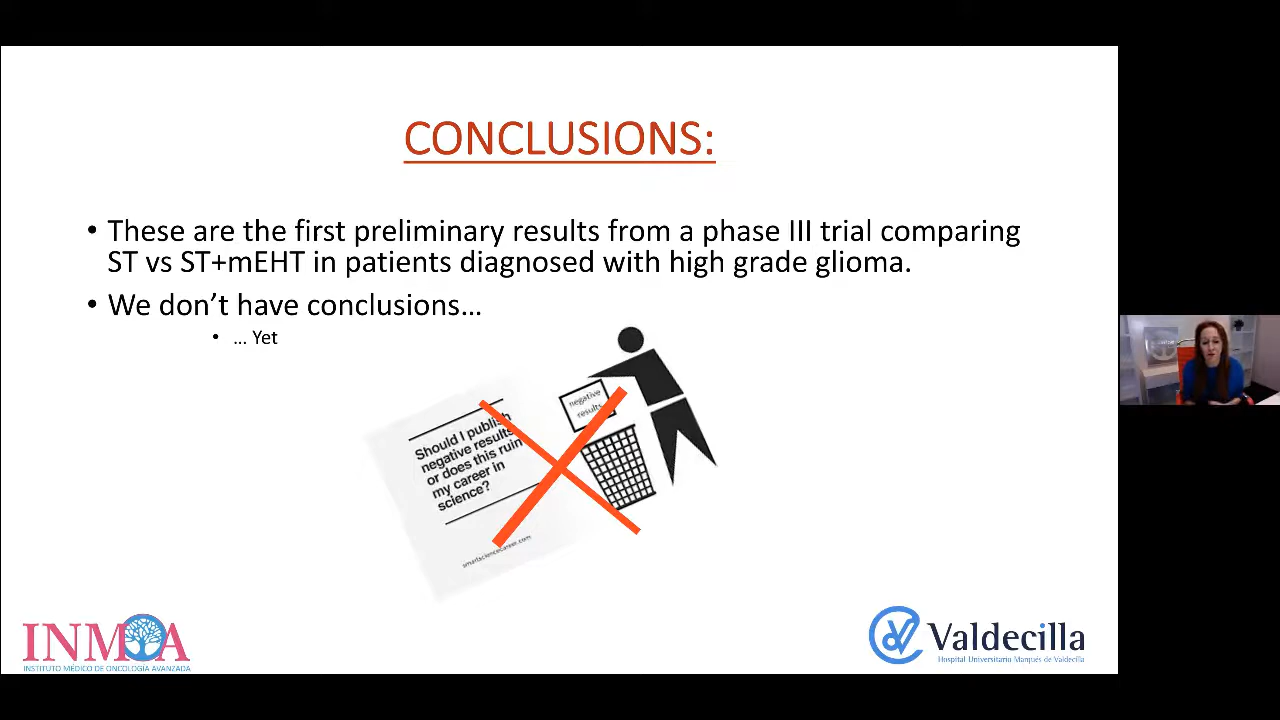 CONCLUSIONS:
• These are the first preliminary results from a phase III trial comparing
ST vs ST+mEHT in patients diagnosed with high grade glioma.
• We don’t have conclusions…
• … Yet
negative
results
Should I publish
negative results
or does this ruin
my career in
science?
smartsciencecareer.com
INMOA
INSTITUTO MÉDICO DE ONCOLOGÍA AVANZADA
Valdecilla
Hospital Universitario Marqués de Valdecilla